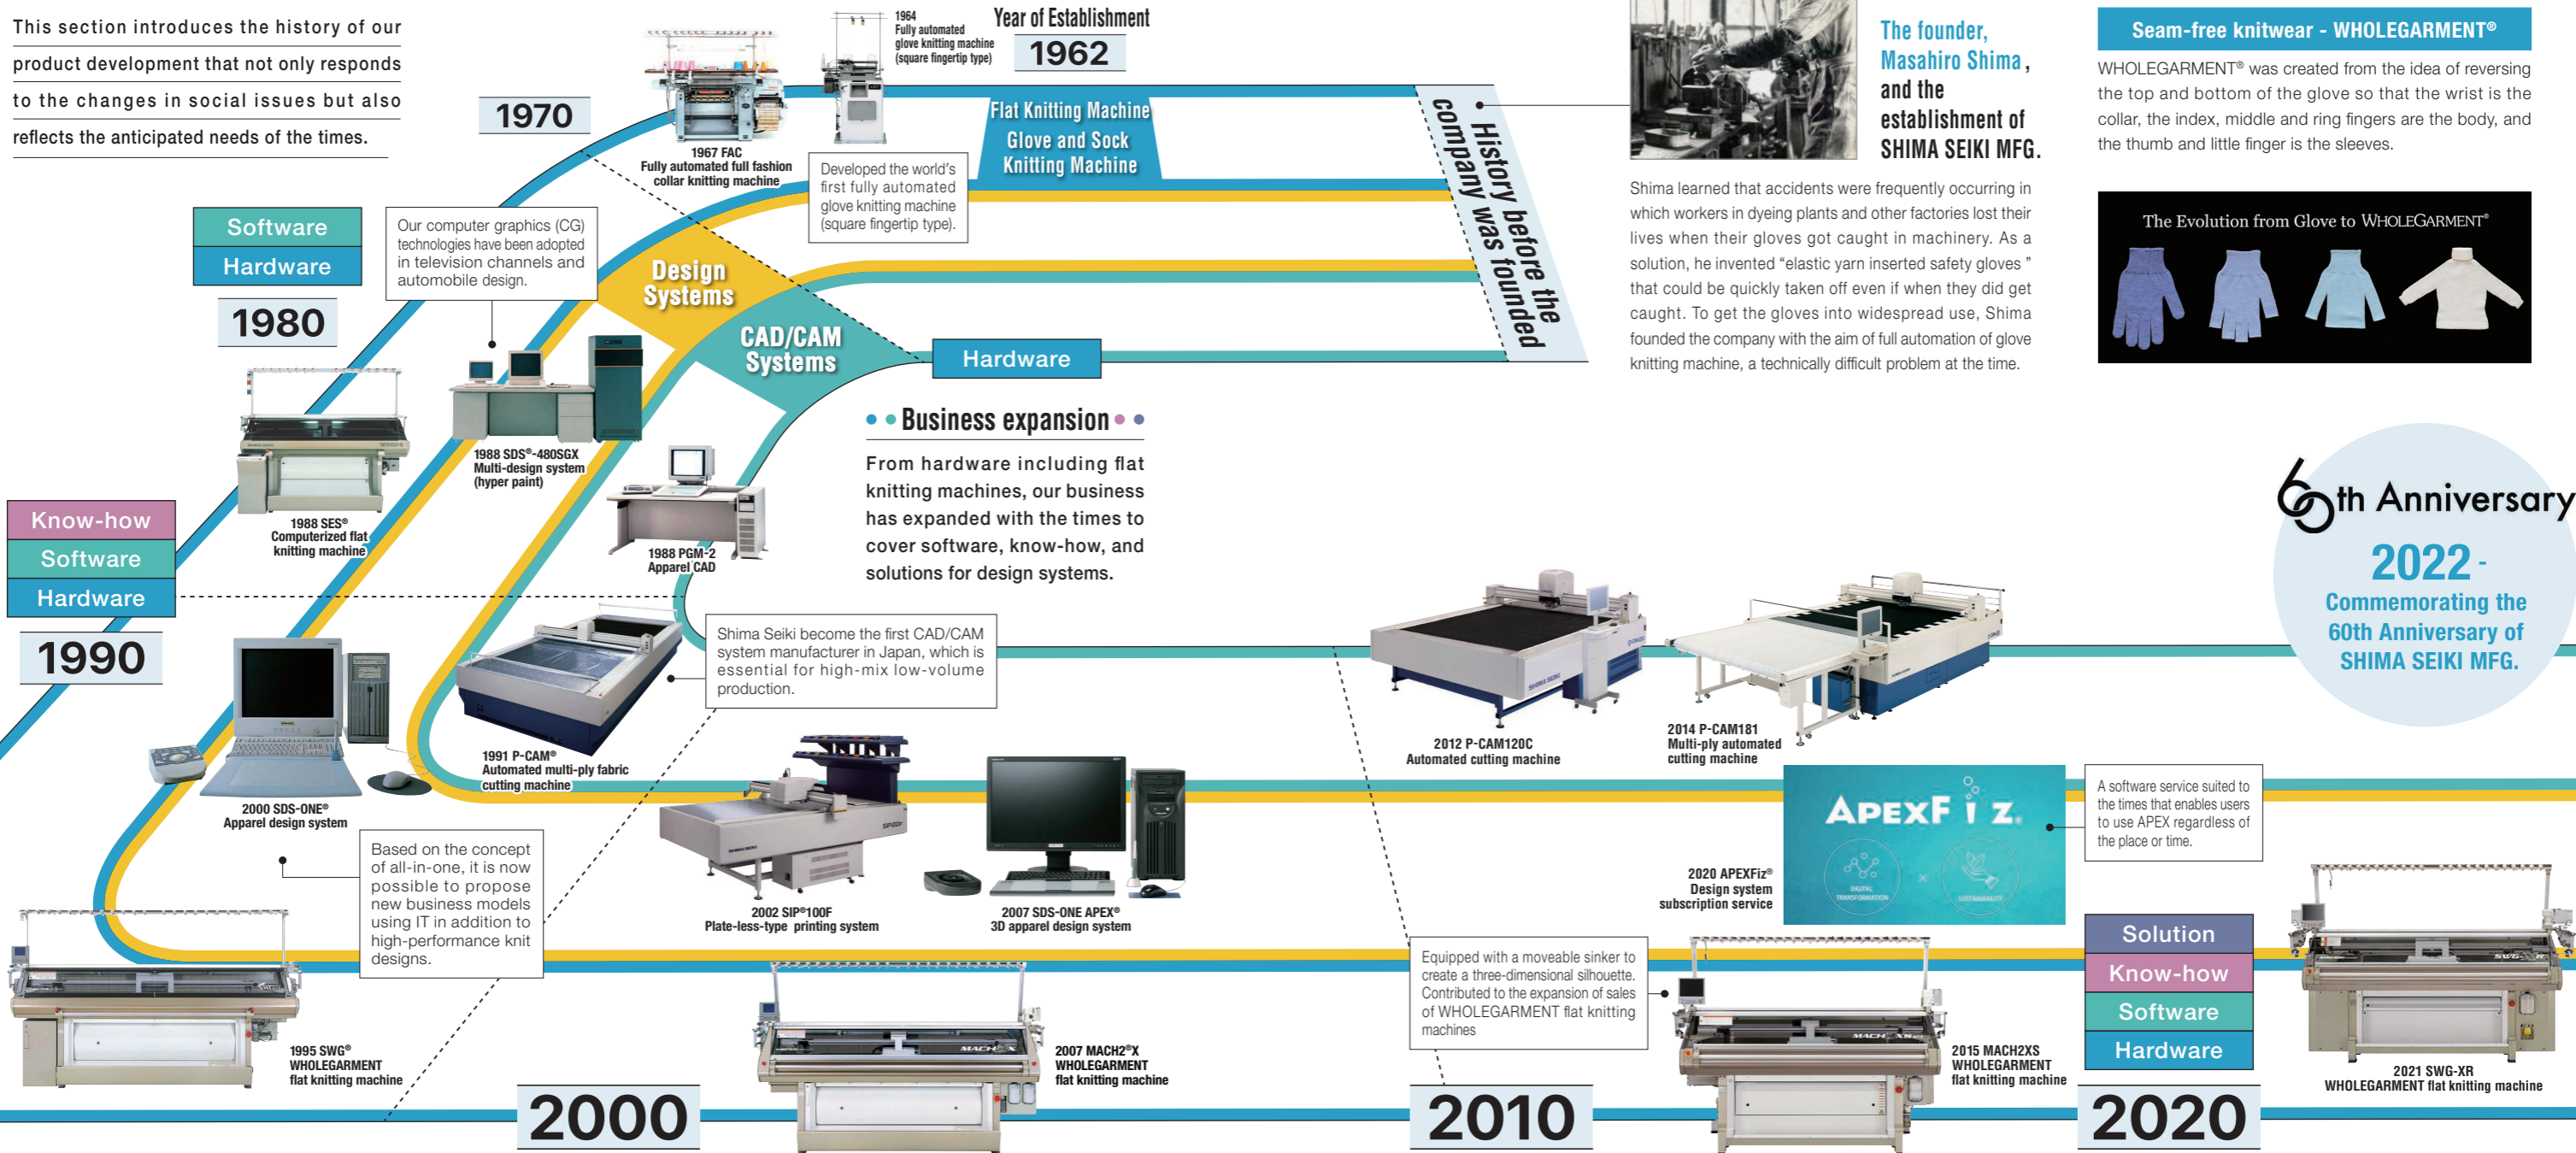 This section introduces the history of our
product development that not only responds
to the changes in social issues but also
reflects the anticipated needs of the times.
1964
Fully automated
glove knitting machine
(square fingertip type)
Year of Establishment
1962
1970
1967 FAC
Fully automated full fashion
collar knitting machine
Developed the world's
first fully automated
glove knitting machine
(square fingertip type).
Flat Knitting Machine
Glove and Sock
Knitting Machine
History before the
company was founded
The founder,
Masahiro Shima,
and the
establishment of
SHIMA SEIKI MFG.
Shima learned that accidents were frequently occurring in
which workers in dyeing plants and other factories lost their
lives when their gloves got caught in machinery. As a
solution, he invented “elastic yarn inserted safety gloves ”
that could be quickly taken off even if when they did get
caught. To get the gloves into widespread use, Shima
founded the company with the aim of full automation of glove
knitting machine, a technically difficult problem at the time.
Seam-free knitwear - WHOLEGARMENT®
WHOLEGARMENT® was created from the idea of reversing
the top and bottom of the glove so that the wrist is the
collar, the index, middle and ring fingers are the body, and
the thumb and little finger is the sleeves.
The Evolution from Glove to WHOLEGARMENT®
Software
Hardware
1980
Our computer graphics (CG)
technologies have been adopted
in television channels and
automobile design.
Design
Systems
CAD/CAM
Systems
Hardware
1988 SES®
Computerized flat
knitting machine
1988 SDS®-480SGX
Multi-design system
(hyper paint)
1988 PGM-2
Apparel CAD
Business expansion
From hardware including flat
knitting machines, our business
has expanded with the times to
cover software, know-how, and
solutions for design systems.
60th Anniversary
2022 -
Commemorating the
60th Anniversary of
SHIMA SEIKI MFG.
Know-how
Software
Hardware
1990
Shima Seiki become the first CAD/CAM
system manufacturer in Japan, which is
essential for high-mix low-volume
production.
1991 P-CAM®
Automated multi-ply fabric
cutting machine
SHIMA SEIKI
2012 P-CAM120C
Automated cutting machine
2014 P-CAM181
Multi-ply automated
cutting machine
2000 SDS-ONE®
Apparel design system
Based on the concept
of all-in-one, it is now
possible to propose
new business models
using IT in addition to
high-performance knit
designs.
2002 SIP®100F
Plate-less-type printing system
2007 SDS-ONE APEX®
3D apparel design system
APEXFiz®
DIGITAL
TRANSFORMATION
×
SUSTAINABILITY
2020 APEXFiz®
Design system
subscription service
A software service suited to
the times that enables users
to use APEX regardless of
the place or time.
1995 SWG®
WHOLEGARMENT
flat knitting machine
MACH2X
2007 MACH2®X
WHOLEGARMENT
flat knitting machine
Equipped with a moveable sinker to
create a three-dimensional silhouette.
Contributed to the expansion of sales
of WHOLEGARMENT flat knitting
machines
MACH2XS
2015 MACH2XS
WHOLEGARMENT
flat knitting machine
Solution
Know-how
Software
Hardware
SWG-XR
2021 SWG-XR
WHOLEGARMENT flat knitting machine
2000
2010
2020